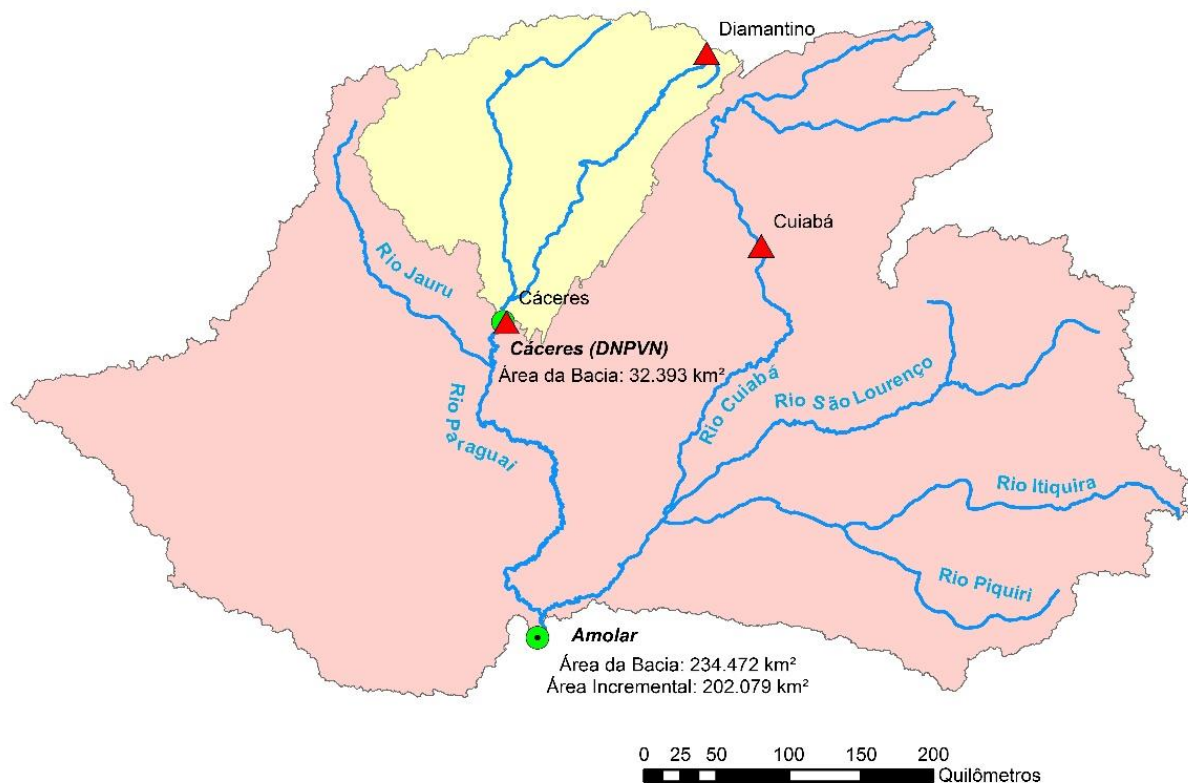 Diamantino
Cuiabá
Rio Jauru
Cáceres
Cáceres (DNPVN)
Área da Bacia: 32.393 km²
Rio Paraguai
Rio Cuiabá
Rio São Lourenço
Rio Itiquira
Rio Piquiri
Amolar
Área da Bacia: 234.472 km²
Área Incremental: 202.079 km²
0 25 50 100 150 200
Quilômetros